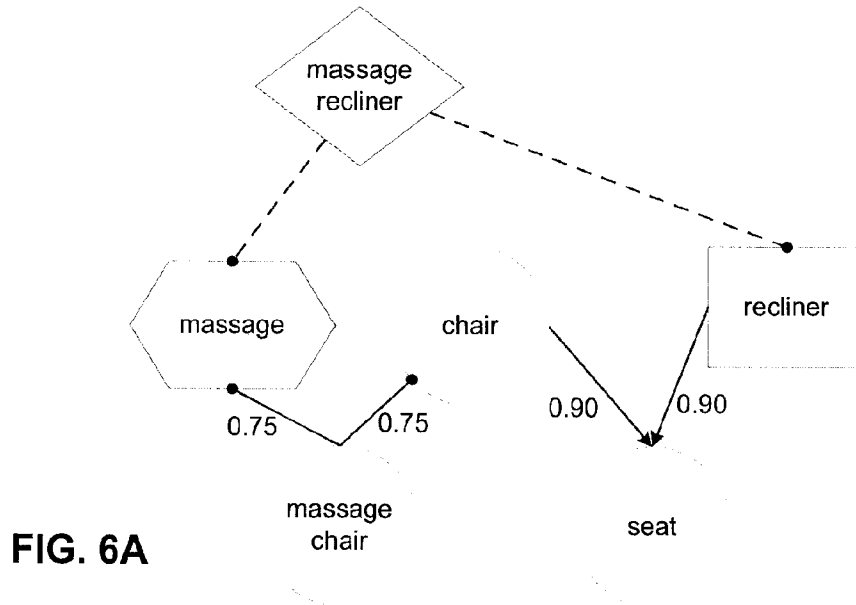 massage
recliner
massage
chair
recliner
0.75
0.75
0.90
0.90
massage
chair
seat
FIG. 6A